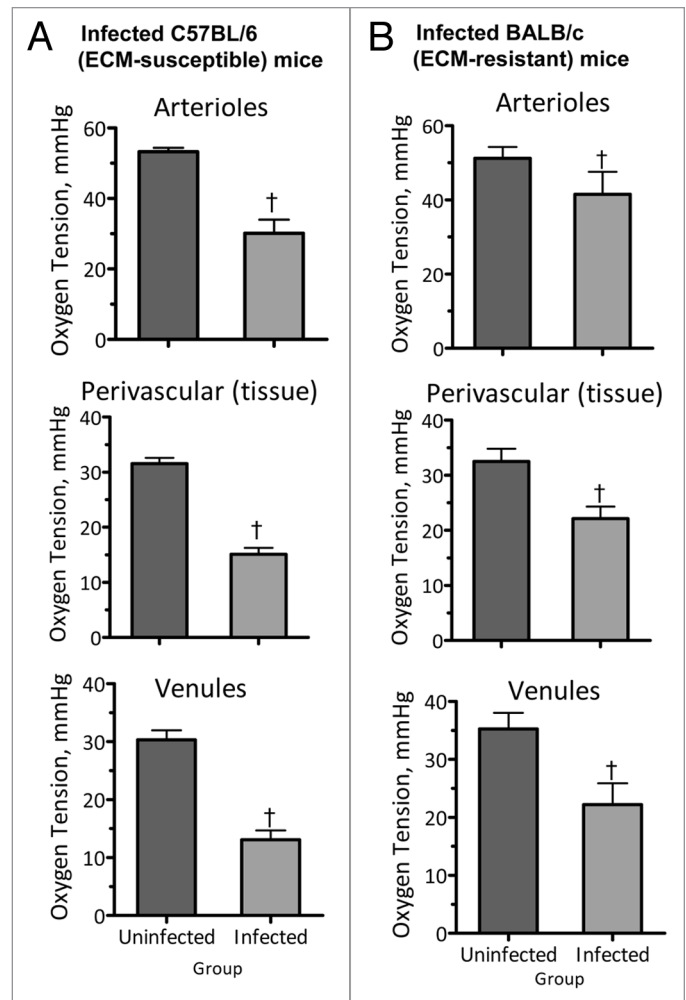 A Infected C57BL/6
(ECM-susceptible) mice
Arterioles
Oxygen Tension, mmHg
60
40
20
0
†
Perivascular (tissue)
Oxygen Tension, mmHg
40
30
20
10
0
†
Venules
Oxygen Tension, mmHg
40
30
20
10
0
†
Uninfected Infected
Group
B Infected BALB/c
(ECM-resistant) mice
Arterioles
Oxygen Tension, mmHg
60
40
20
0
†
Perivascular (tissue)
Oxygen Tension, mmHg
40
30
20
10
0
†
Venules
Oxygen Tension, mmHg
40
30
20
10
0
†
Uninfected Infected
Group